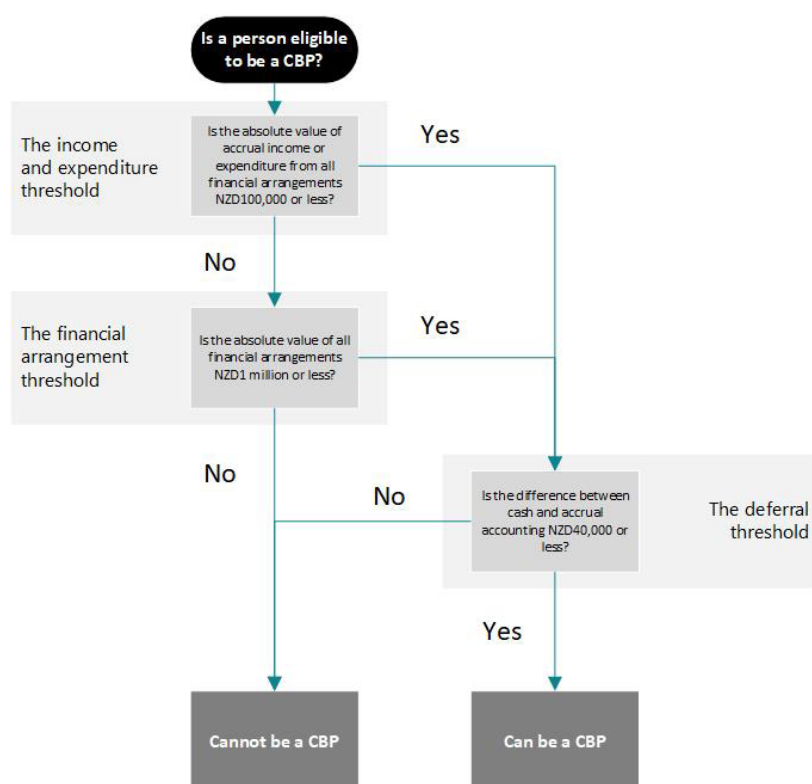 Is a person eligible
to be a CBP?
The income
and expenditure
threshold
Is the absolute value of
accrual income or
expenditure from all
financial arrangements
NZD100,000 or less?
Yes
No
The financial
arrangement
threshold
Is the absolute value of all
financial arrangements
NZD1 million or less?
Yes
No
No
Is the difference between
cash and accrual
accounting NZD40,000 or
less?
The deferral
threshold
Yes
Cannot be a CBP
Can be a CBP